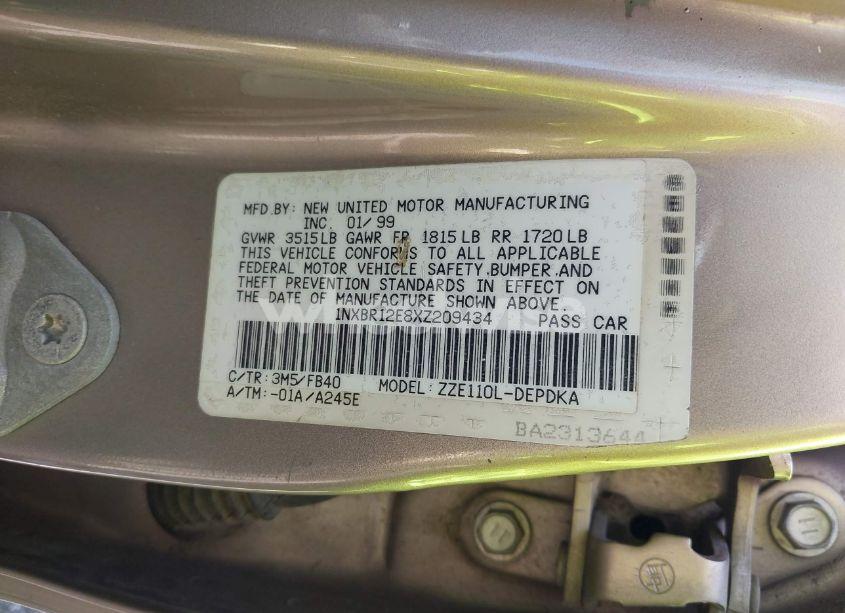 MFD.BY: NEW UNITED MOTOR MANUFACTURING
INC. 01/99
GVWR 3515LB GAWR FR 1815LB RR 1720LB
THIS VEHICLE CONFORMS TO ALL APPLICABLE
FEDERAL MOTOR VEHICLE SAFETY,BUMPER,AND
THEFT PREVENTION STANDARDS IN EFFECT ON
THE DATE OF MANUFACTURE SHOWN ABOVE.
1NXBR12E8XZ209434 PASS CAR
C/TR:3M5/FB40 MODEL:ZZE110L-DEPDKA
A/TM:-01A/A245E
BA2313644